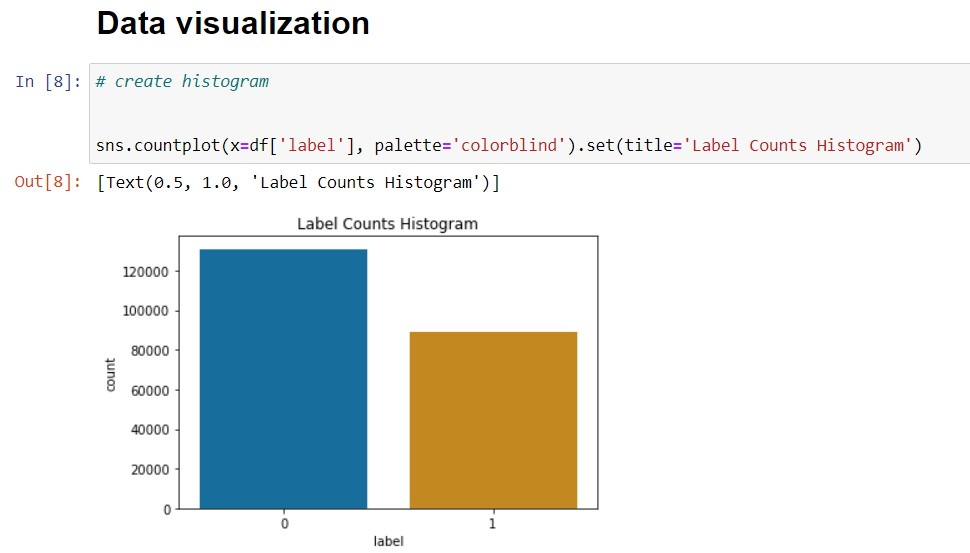 Data visualization
In [8]: # create histogram
sns.countplot(x=df['label'], palette='colorblind').set(title='Label Counts Histogram')
Out[8]: [Text(0.5, 1.0, 'Label Counts Histogram')]
Label Counts Histogram
120000
100000
80000
60000
40000
20000
0
count
0 1
label